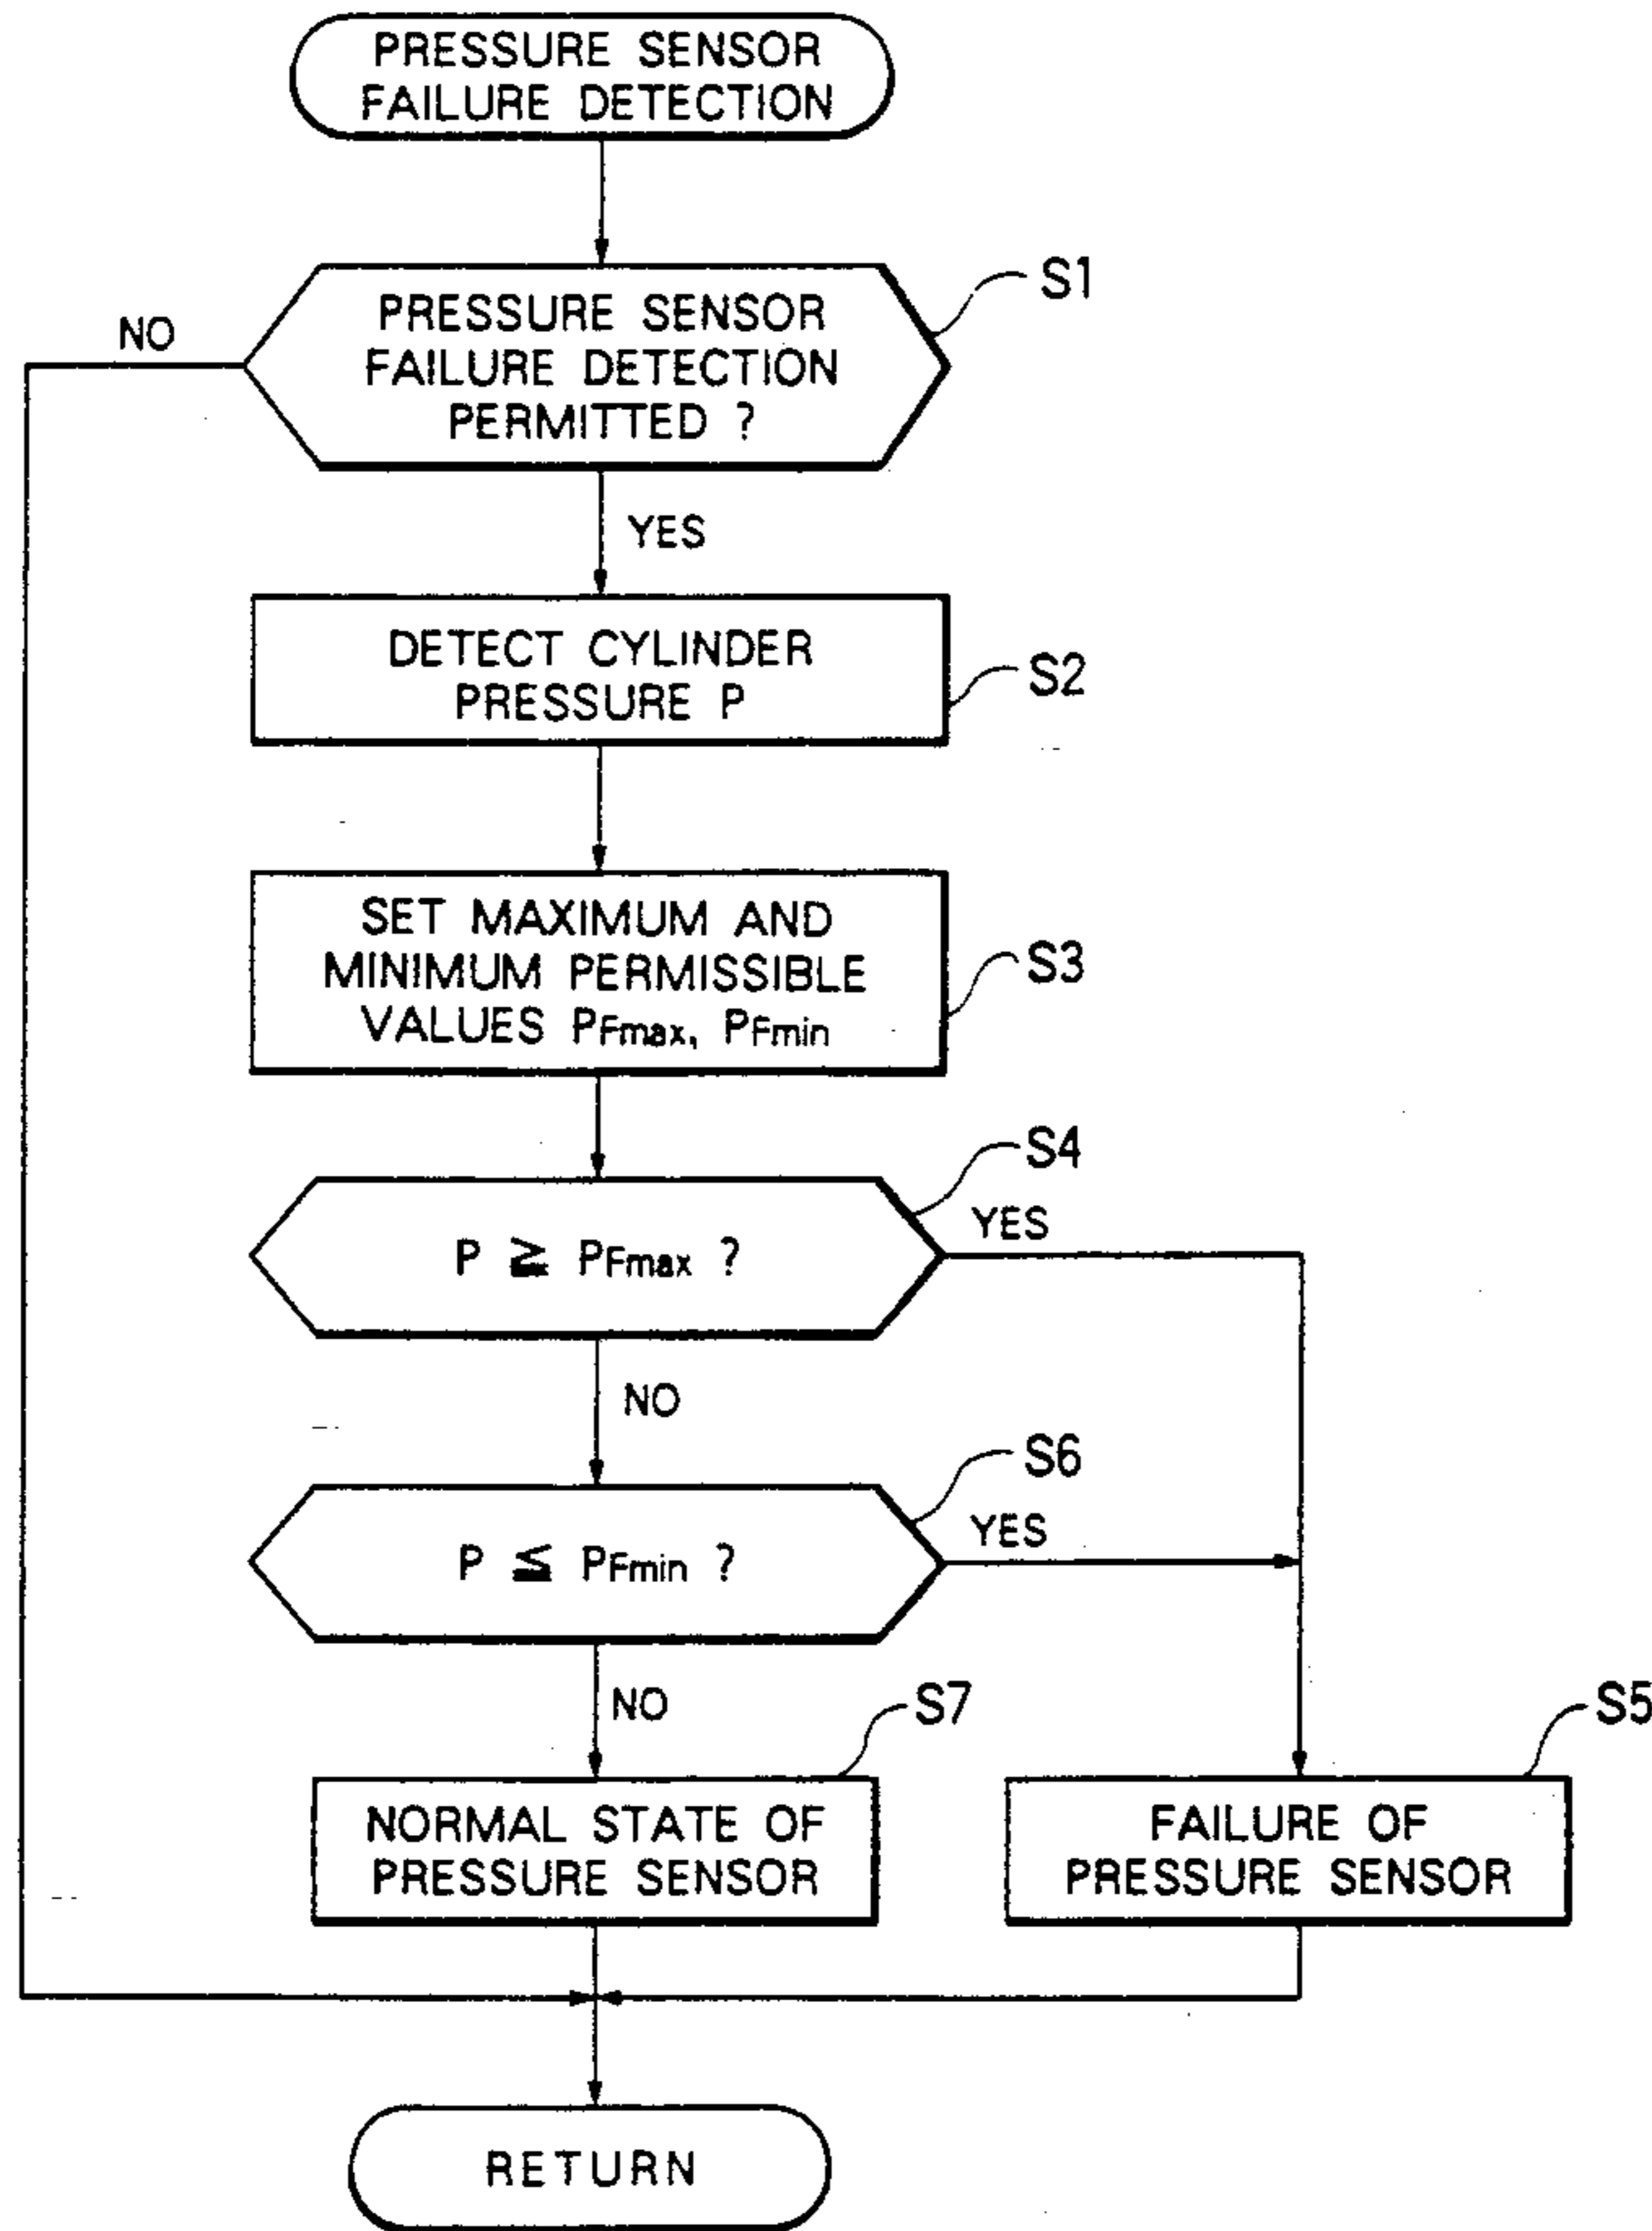 PRESSURE SENSOR
FAILURE DETECTION
S1
PRESSURE SENSOR
FAILURE DETECTION
PERMITTED ?
NO
YES
DETECT CYLINDER
PRESSURE P
S2
SET MAXIMUM AND
MINIMUM PERMISSIBLE
VALUES PFmax, PFmin
S3
S4
P ≧ PFmax ?
YES
NO
S6
P ≦ PFmin ?
YES
NO
S7
S5
NORMAL STATE OF
PRESSURE SENSOR
FAILURE OF
PRESSURE SENSOR
RETURN